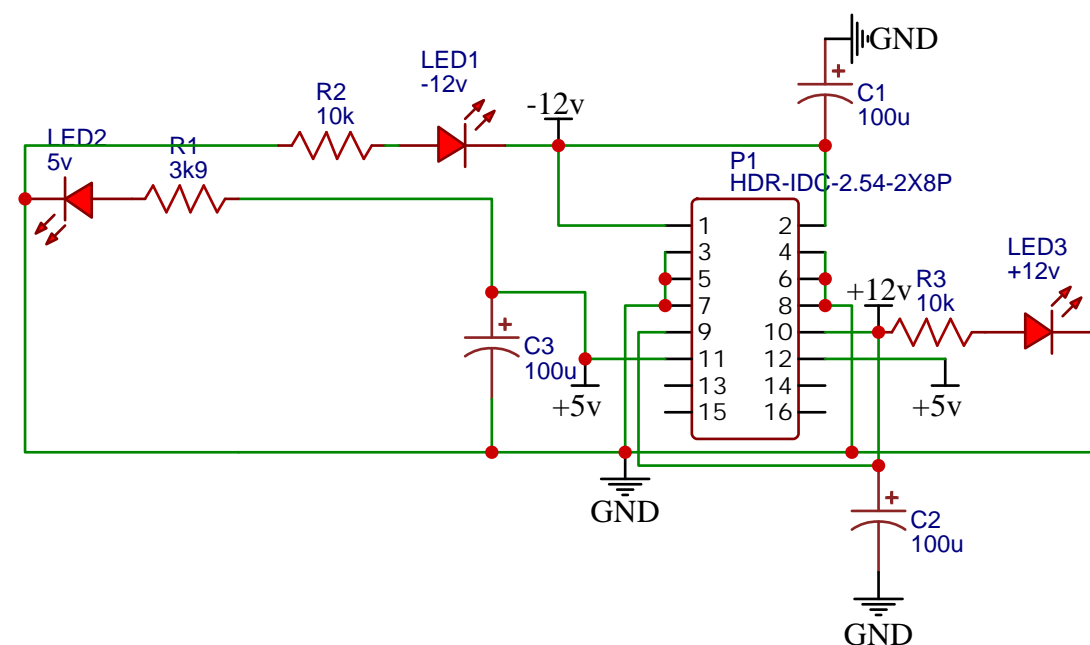 GND
LED1
-12v
C1
100u
R2
10k
-12v
LED2
5v
R1
3k9
P1
HDR-IDC-2.54-2X8P
1 2
3 4
5 6
7 8
9 10
11 12
13 14
15 16
LED3
+12v
+12v
R3
10k
C3
100u
+5v
+5v
GND
C2
100u
GND